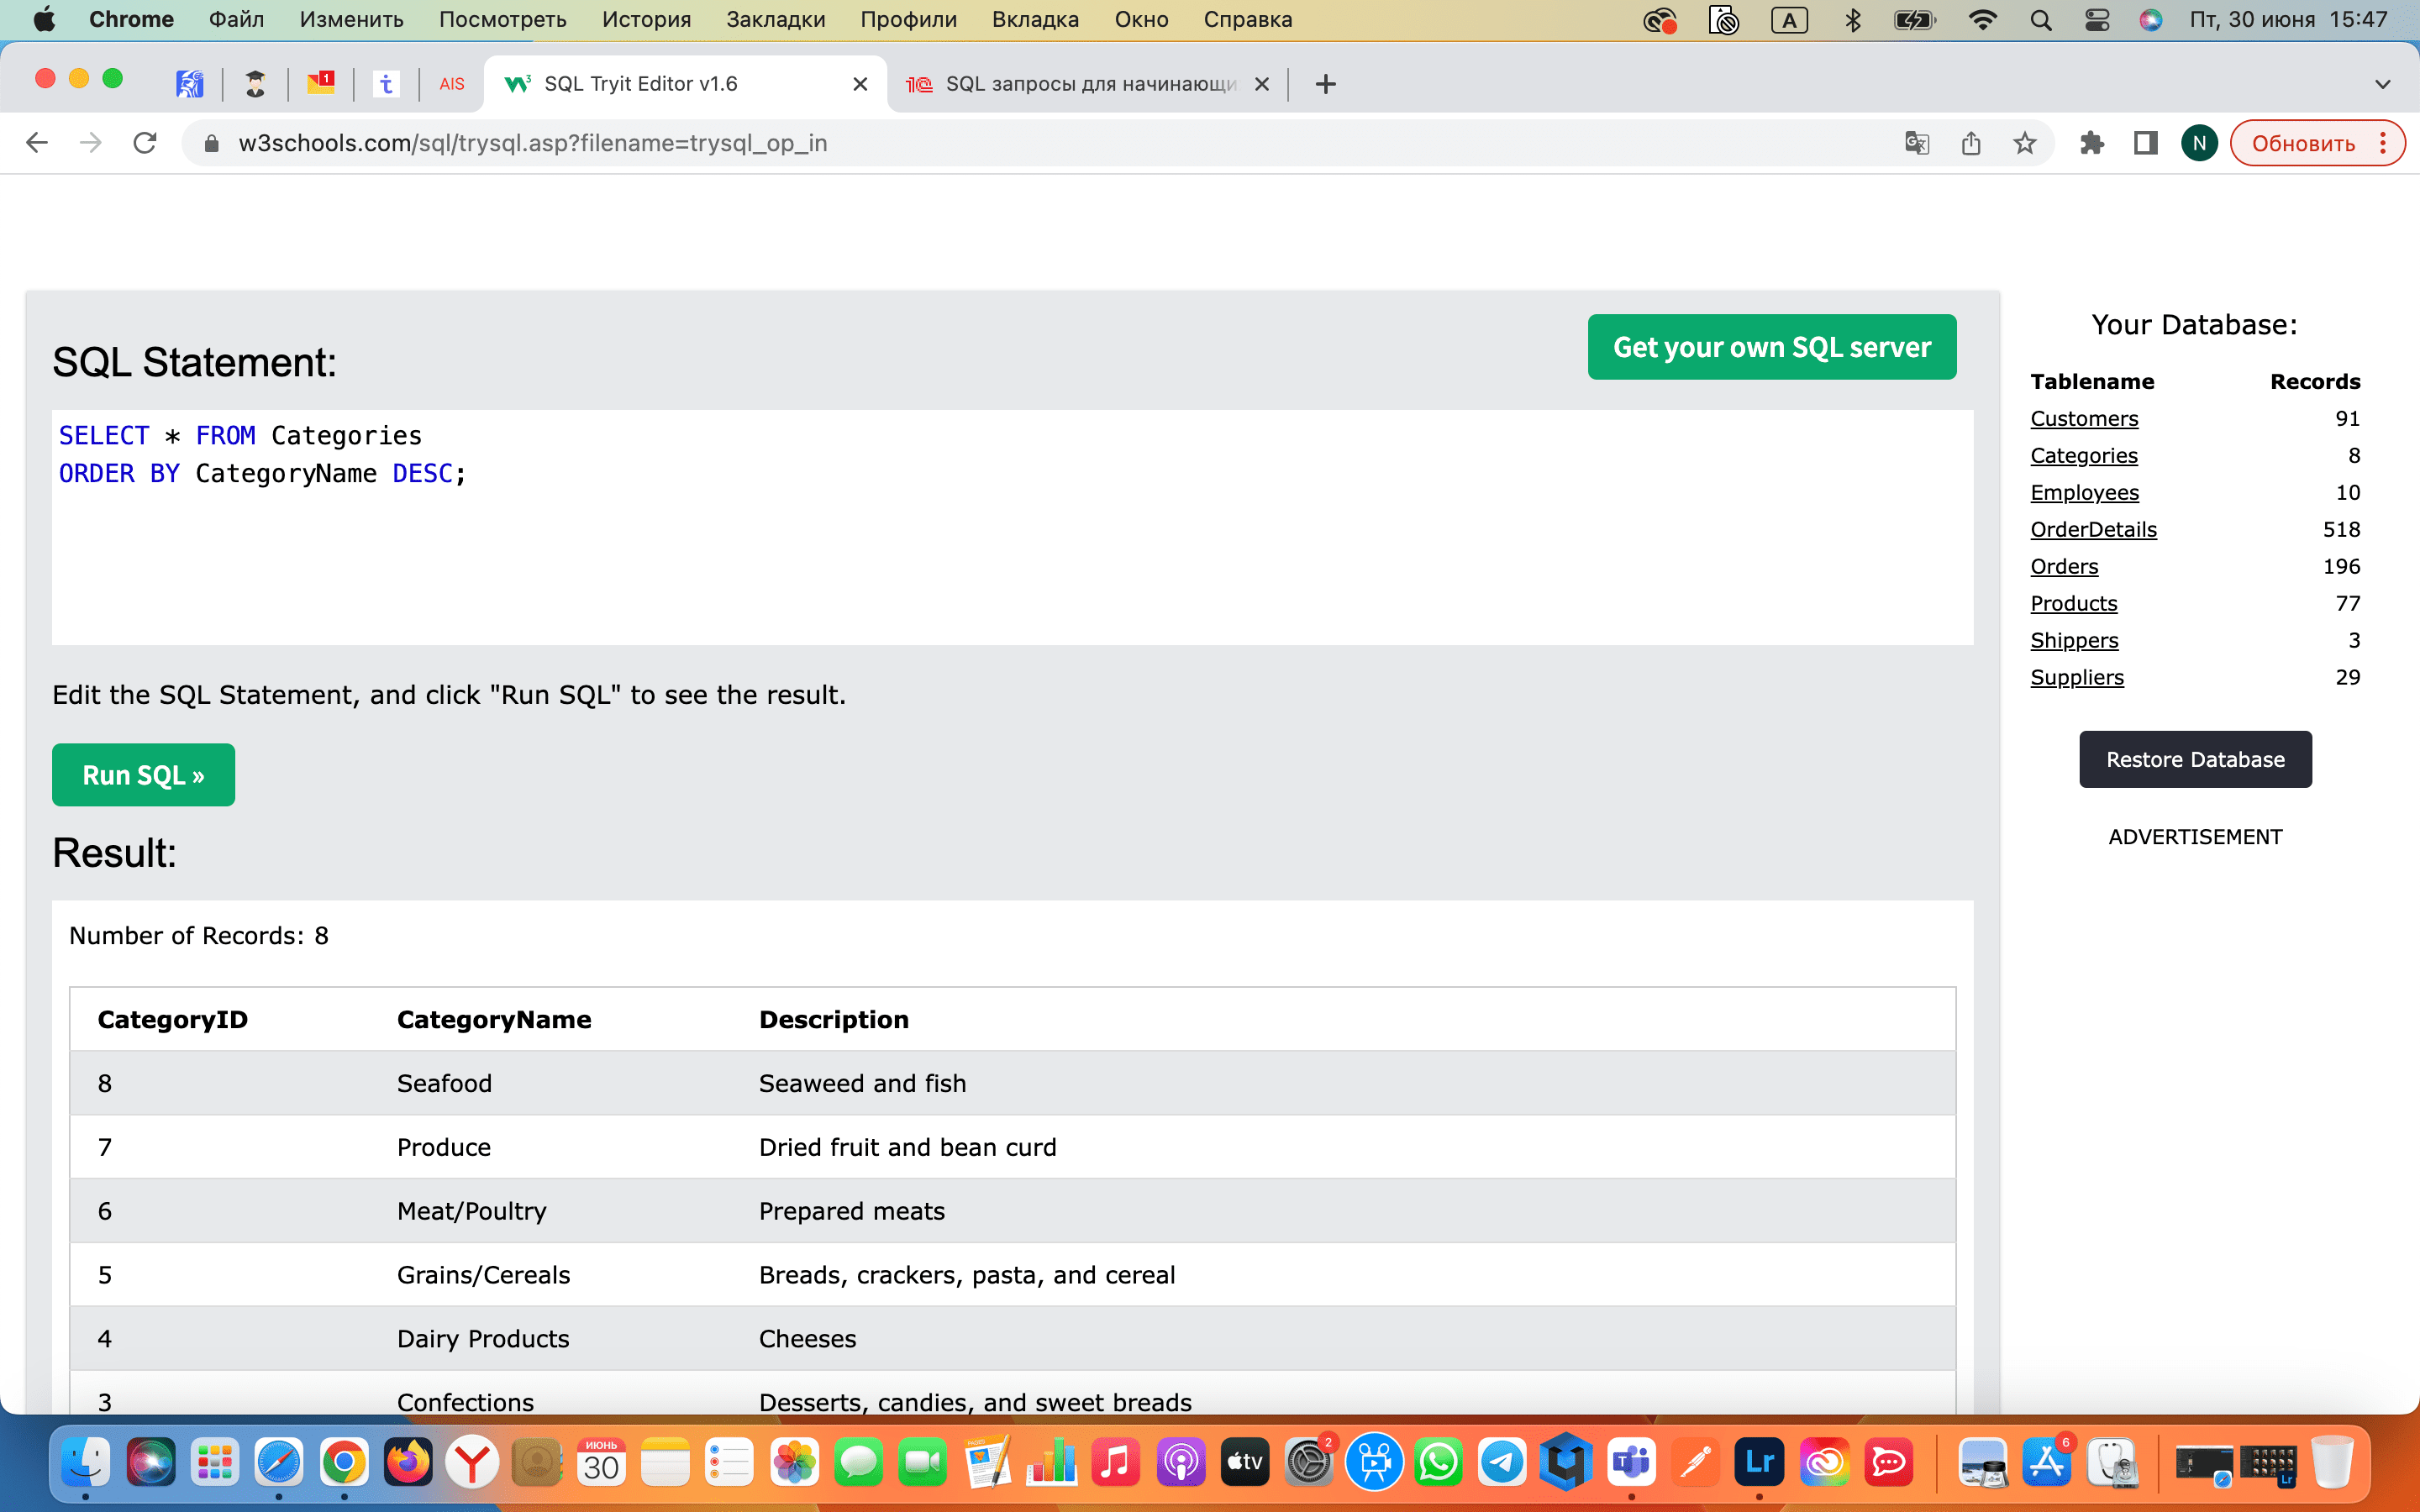 Chrome Файл Изменить Посмотреть История Закладки Профили Вкладка Окно Справка A Пт, 30 июня 15:47
1 t AIS SQL Tryit Editor v1.6 SQL запросы для начинающи
w3schools.com/sql/trysql.asp?filename=trysql_op_in N Обновить
SQL Statement:
Get your own SQL server
SELECT * FROM Categories
ORDER BY CategoryName DESC;
Edit the SQL Statement, and click "Run SQL" to see the result.
Run SQL »
Result:
Number of Records: 8
CategoryID CategoryName Description
8 Seafood Seaweed and fish
7 Produce Dried fruit and bean curd
6 Meat/Poultry Prepared meats
5 Grains/Cereals Breads, crackers, pasta, and cereal
4 Dairy Products Cheeses
3 Confections Desserts, candies, and sweet breads
Your Database:
Tablename Records
Customers 91
Categories 8
Employees 10
OrderDetails 518
Orders 196
Products 77
Shippers 3
Suppliers 29
Restore Database
ADVERTISEMENT
ИЮНЬ
30
tv
2
Lr
6
Lr